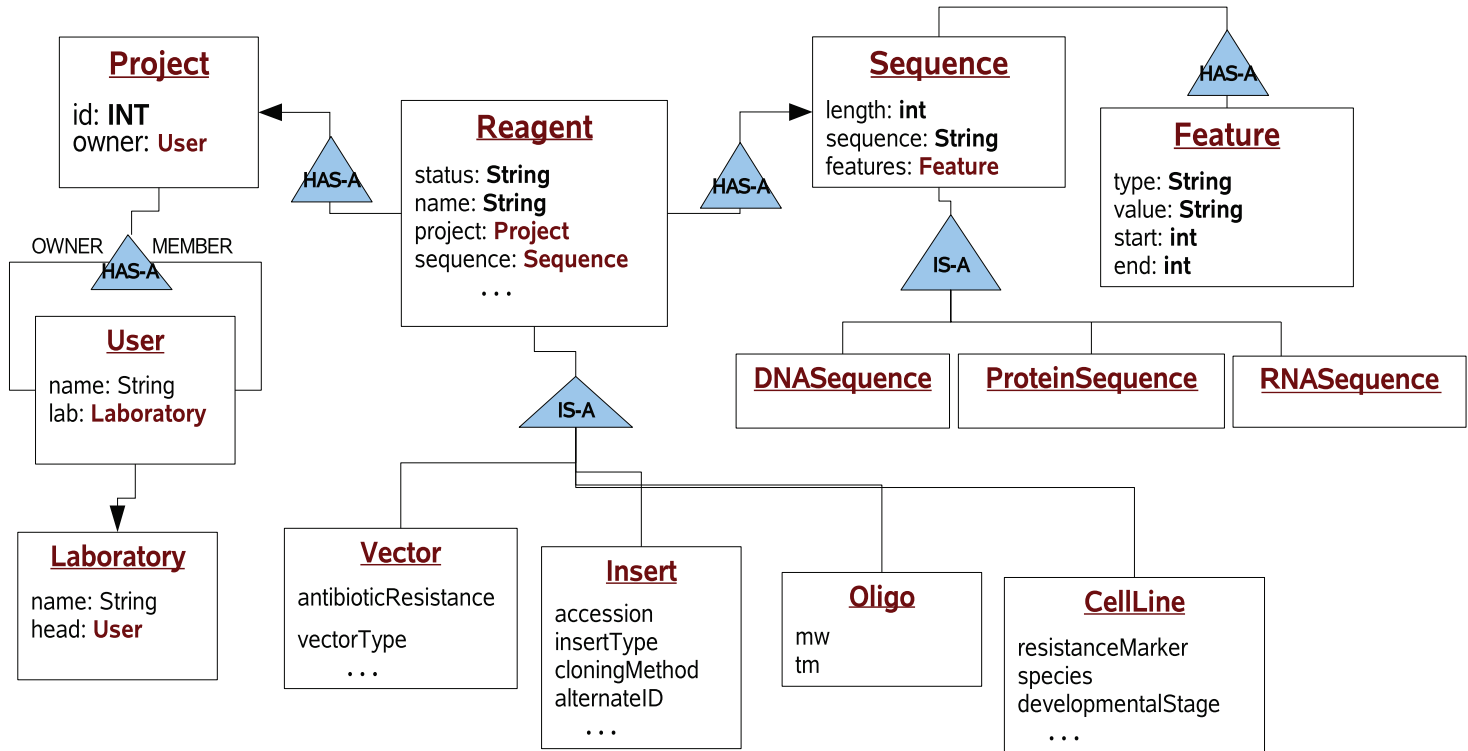 Project
id: INT
owner: User
HAS-A
Reagent
status: String
name: String
project: Project
sequence: Sequence
. . .
HAS-A
Sequence
length: int
sequence: String
features: Feature
HAS-A
Feature
type: String
value: String
start: int
end: int
OWNER
MEMBER
HAS-A
User
name: String
lab: Laboratory
IS-A
DNASequence
ProteinSequence
RNASequence
IS-A
Laboratory
name: String
head: User
Vector
antibioticResistance
vectorType
. . .
Insert
accession
insertType
cloningMethod
alternateID
. . .
Oligo
mw
tm
CellLine
resistanceMarker
species
developmentalStage
. . .